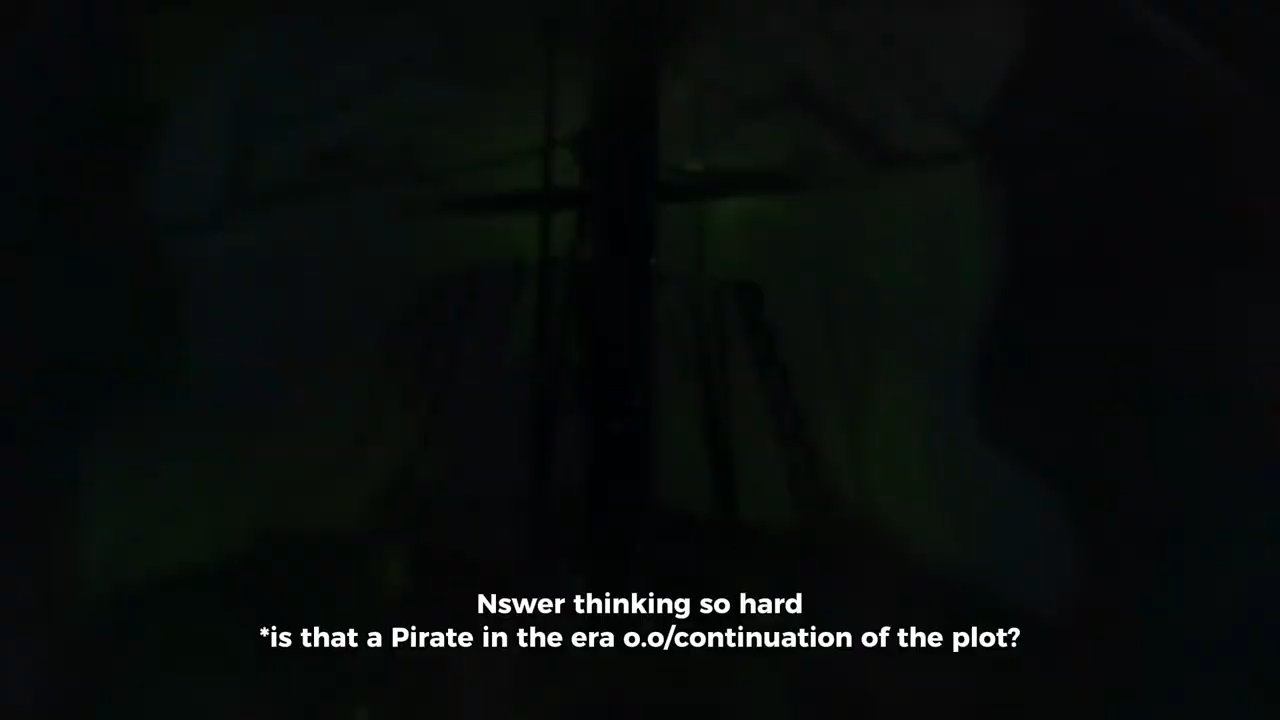 Nswer thinking so hard
*is that a Pirate in the era o.o/continuation of the plot?